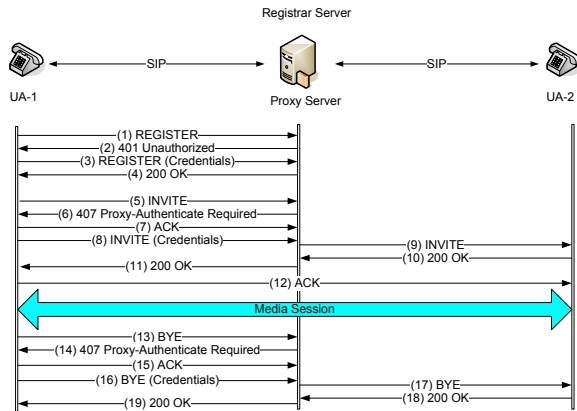 Registrar Server
SIP
SIP
UA-1
Proxy Server
UA-2
(1) REGISTER
(2) 401 Unauthorized
(3) REGISTER (Credentials)
(4) 200 OK
(5) INVITE
(6) 407 Proxy-Authenticate Required
(7) ACK
(8) INVITE (Credentials)
(9) INVITE
(10) 200 OK
(11) 200 OK
(12) ACK
Media Session
(13) BYE
(14) 407 Proxy-Authenticate Required
(15) ACK
(16) BYE (Credentials)
(17) BYE
(18) 200 OK
(19) 200 OK